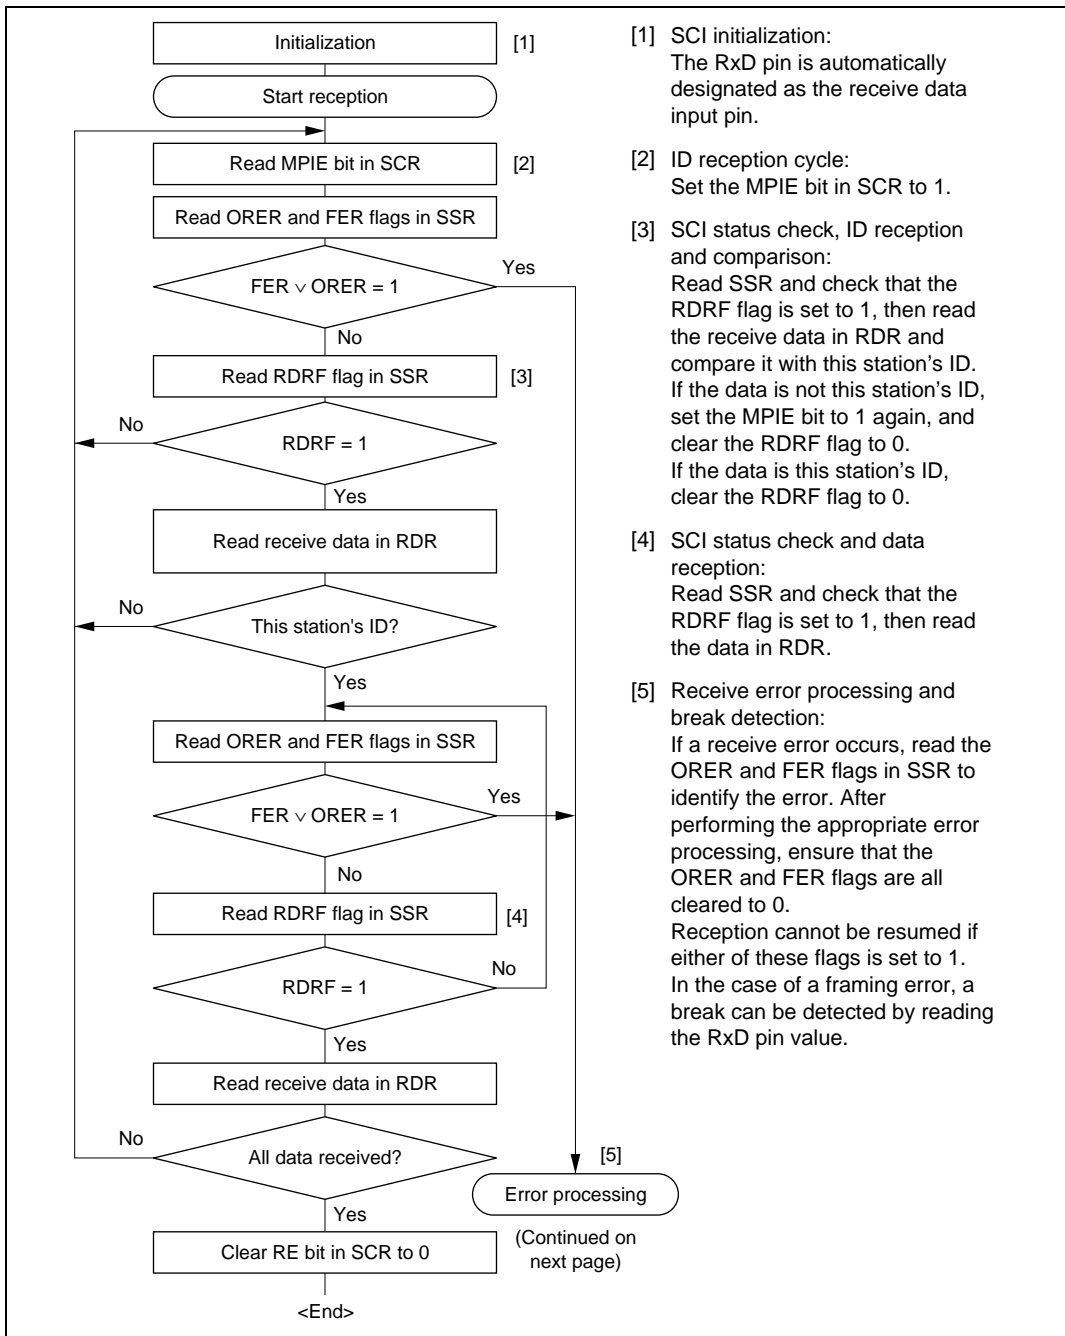 Initialization [1]
Start reception
Read MPIE bit in SCR [2]
Read ORER and FER flags in SSR
Yes
FER ∨ ORER = 1
No
Read RDRF flag in SSR [3]
No
RDRF = 1
Yes
Read receive data in RDR
No
This station's ID?
Yes
Read ORER and FER flags in SSR
Yes
FER ∨ ORER = 1
No
Read RDRF flag in SSR [4]
No
RDRF = 1
Yes
Read receive data in RDR
No
All data received?
[5]
Error processing
Yes
(Continued on
next page)
Clear RE bit in SCR to 0
<End>
[1] SCI initialization:
The RxD pin is automatically
designated as the receive data
input pin.
[2] ID reception cycle:
Set the MPIE bit in SCR to 1.
[3] SCI status check, ID reception
and comparison:
Read SSR and check that the
RDRF flag is set to 1, then read
the receive data in RDR and
compare it with this station's ID.
If the data is not this station's ID,
set the MPIE bit to 1 again, and
clear the RDRF flag to 0.
If the data is this station's ID,
clear the RDRF flag to 0.
[4] SCI status check and data
reception:
Read SSR and check that the
RDRF flag is set to 1, then read
the data in RDR.
[5] Receive error processing and
break detection:
If a receive error occurs, read the
ORER and FER flags in SSR to
identify the error. After
performing the appropriate error
processing, ensure that the
ORER and FER flags are all
cleared to 0.
Reception cannot be resumed if
either of these flags is set to 1.
In the case of a framing error, a
break can be detected by reading
the RxD pin value.